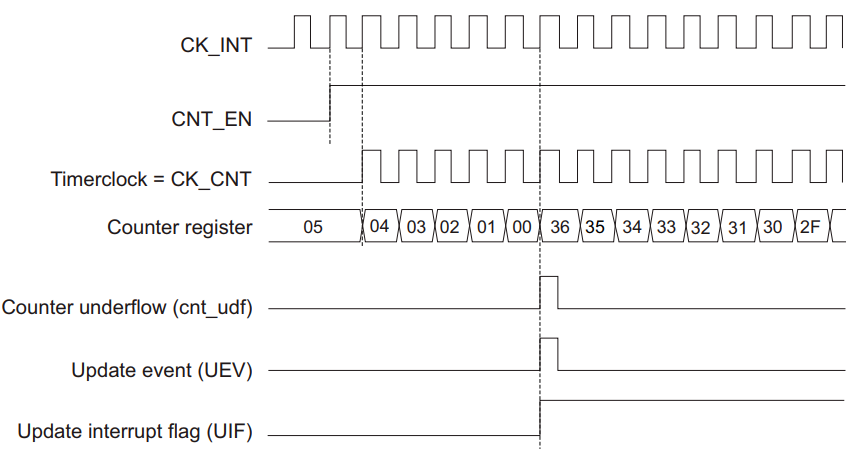 CK_INT
CNT_EN
Timerclock = CK_CNT
Counter register 05 04 03 02 01 00 36 35 34 33 32 31 30 2F
Counter underflow (cnt_udf)
Update event (UEV)
Update interrupt flag (UIF)